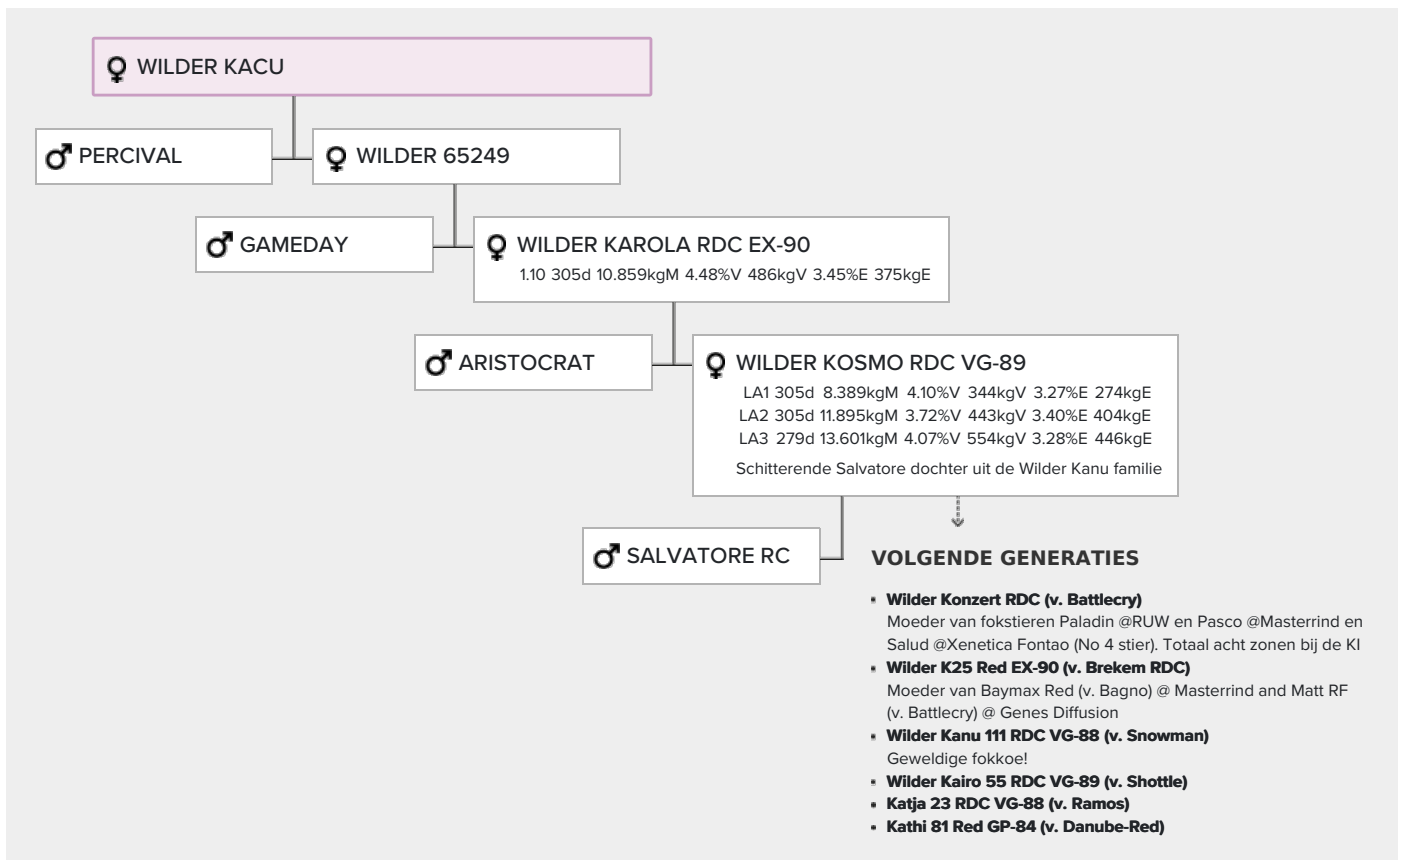 WILDER KACU
PERCIVAL
WILDER 65249
GAMEDAY
WILDER KAROLA RDC EX-90
1.10 305d 10.859kgM 4.48%V 486kgV 3.45%E 375kgE
ARISTOCRAT
WILDER KOSMO RDC VG-89
LA1 305d 8.389kgM 4.10%V 344kgV 3.27%E 274kgE
LA2 305d 11.895kgM 3.72%V 443kgV 3.40%E 404kgE
LA3 279d 13.601kgM 4.07%V 554kgV 3.28%E 446kgE
Schitterende Salvatore dochter uit de Wilder Kanu familie
SALVATORE RC
VOLGENDE GENERATIES
Wilder Konzert RDC (v. Battlecry)
Moeder van fokstieren Paladin @RUW en Pasco @Masterrind en
Salud @Xenetica Fontao (No 4 stier). Totaal acht zonen bij de KI
Wilder K25 Red EX-90 (v. Brekem RDC)
Moeder van Baymax Red (v. Bagno) @ Masterrind and Matt RF
(v. Battlecry) @ Genes Diffusion
Wilder Kanu 111 RDC VG-88 (v. Snowman)
Geweldige fokkoe!
Wilder Kairo 55 RDC VG-89 (v. Shottle)
Katja 23 RDC VG-88 (v. Ramos)
Kathi 81 Red GP-84 (v. Danube-Red)